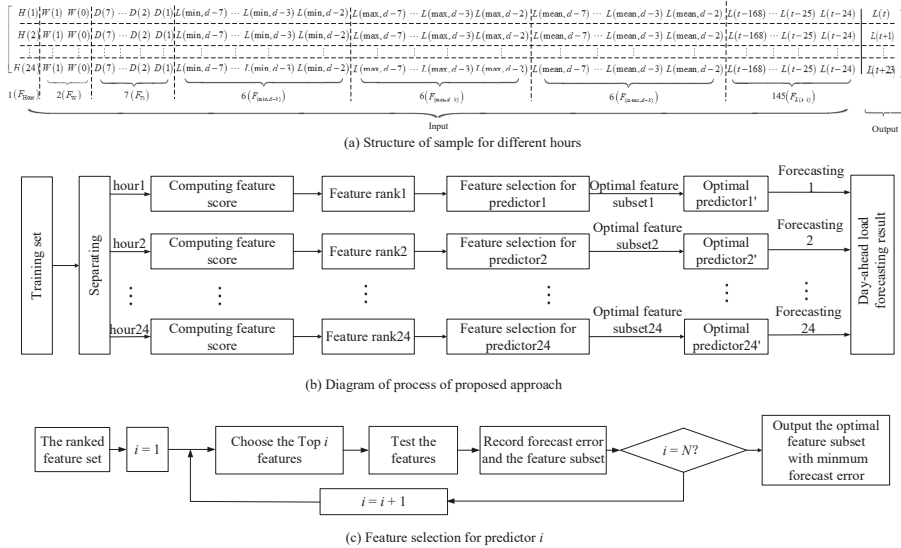 H(1) W(1) W(0) D(7) ··· D(2) D(1) L(min,d−7) ··· L(min,d−3) L(min,d−2) L(max,d−7) ··· L(max,d−3) L(max,d−2) L(mean,d−7) ··· L(mean,d−3) L(mean,d−2) L(t−168) ··· L(t−25) L(t−24) L(t)
H(2) W(1) W(0) D(7) ··· D(2) D(1) L(min,d−7) ··· L(min,d−3) L(min,d−2) L(max,d−7) ··· L(max,d−3) L(max,d−2) L(mean,d−7) ··· L(mean,d−3) L(mean,d−2) L(t−168) ··· L(t−25) L(t−24) L(t+1)
H(24) W(1) W(0) D(7) ··· D(2) D(1) L(min,d−7) ··· L(min,d−3) L(min,d−2) L(max,d−7) ··· L(max,d−3) L(max,d−2) L(mean,d−7) ··· L(mean,d−3) L(mean,d−2) L(t−168) ··· L(t−25) L(t−24) L(t+23)
1(F_Hour) 2(F_W) 7(F_D) 6(F_(min,d−k)) 6(F_(max,d−k)) 6(F_(mean,d−k)) 145(F_L(t−i))
Input
Output
(a) Structure of sample for different hours
Training set
Separating
hour1
Computing feature
score
Feature rank1
Feature selection for
predictor1
Optimal feature
subset1
Optimal
predictor1'
Forecasting
1
hour2
Computing feature
score
Feature rank2
Feature selection for
predictor2
Optimal feature
subset2
Optimal
predictor2'
Forecasting
2
hour24
Computing feature
score
Feature rank24
Feature selection for
predictor24
Optimal feature
subset24
Optimal
predictor24'
Forecasting
24
Day-ahead load
forecasting result
(b) Diagram of process of proposed approach
The ranked
feature set
i = 1
Choose the Top i
features
Test the
features
Record forecast error
and the feature subset
i = N?
Output the optimal
feature subset
with minimum
forecast error
i = i + 1
(c) Feature selection for predictor i